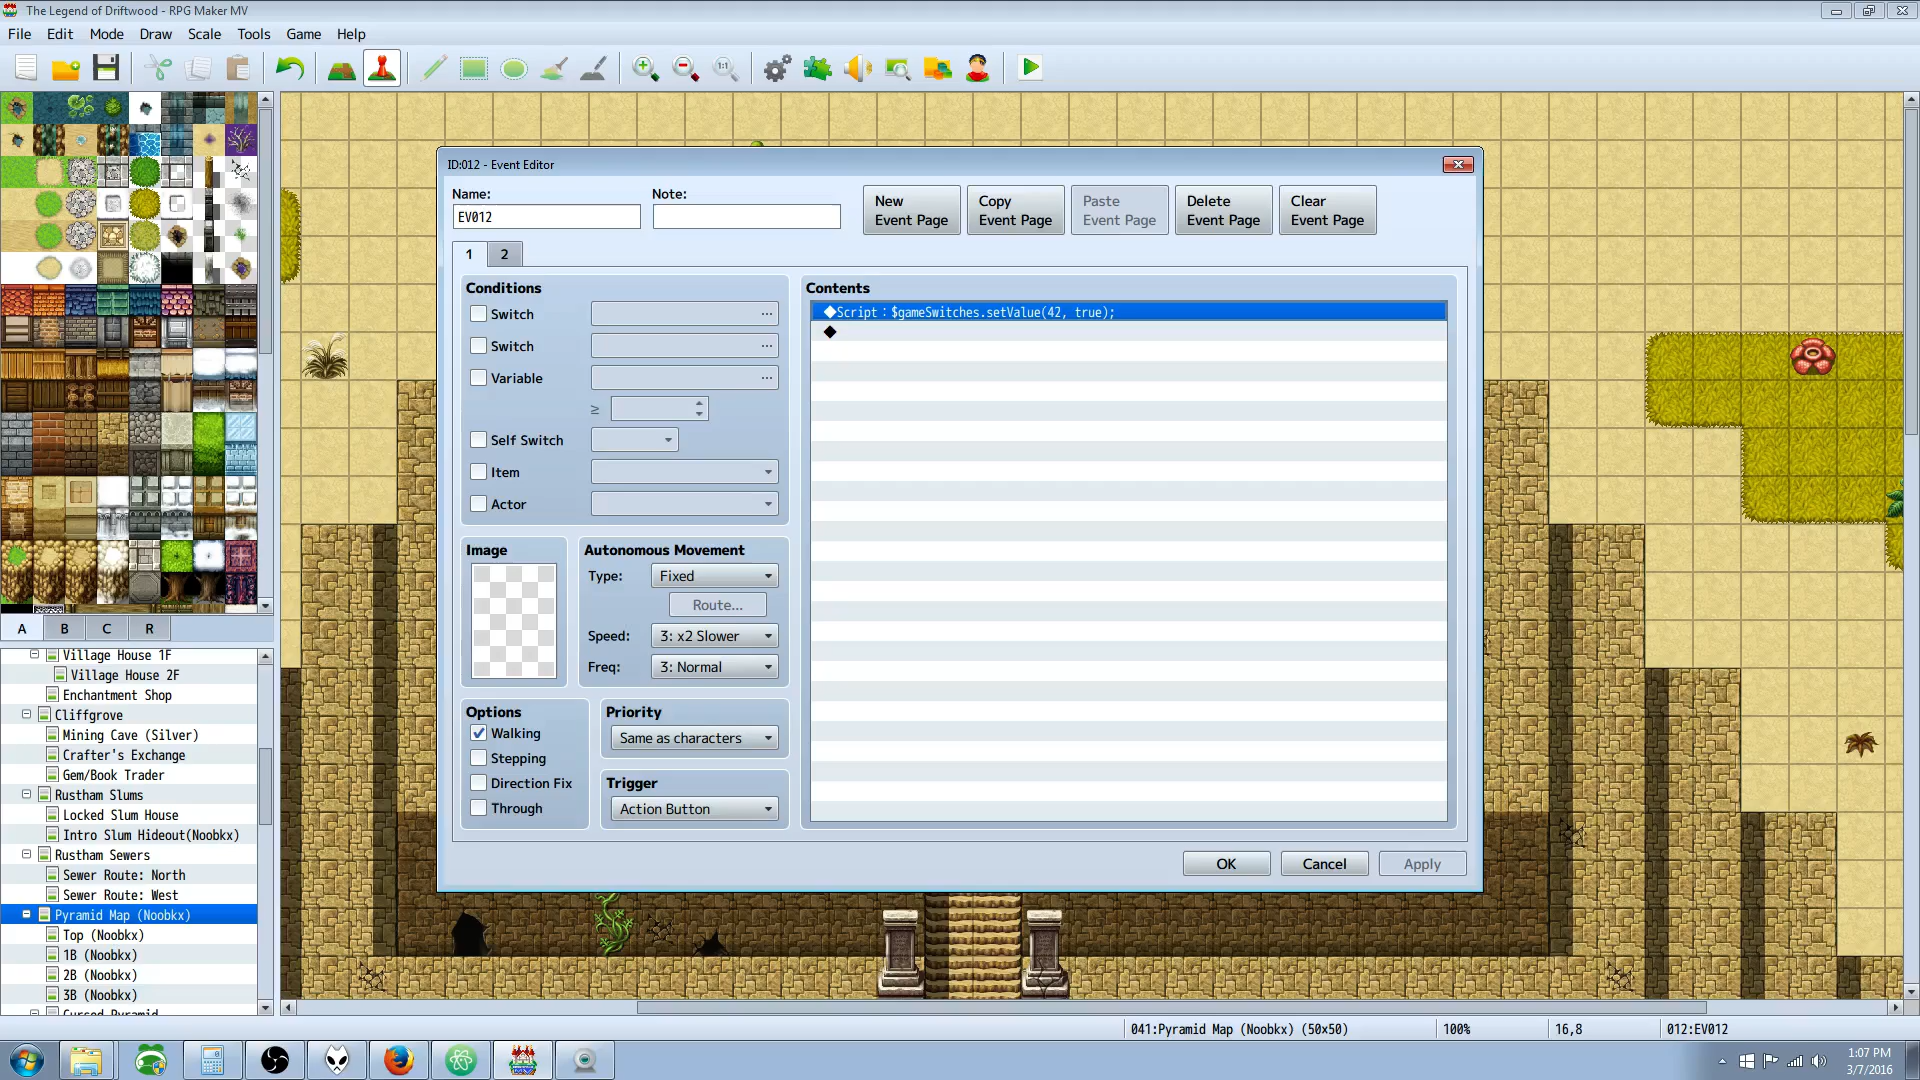 The Legend of Driftwood - RPG Maker MV
File Edit Mode Draw Scale Tools Game Help
1:1
ID:012 - Event Editor
Name:
EV012
Note:
New Event Page
Copy Event Page
Paste Event Page
Delete Event Page
Clear Event Page
1 2
Conditions
Switch ...
Switch ...
Variable ...
≥
Self Switch
Item
Actor
Image
Autonomous Movement
Type: Fixed
Route...
Speed: 3: x2 Slower
Freq: 3: Normal
Options
Walking
Stepping
Direction Fix
Through
Priority
Same as characters
Trigger
Action Button
Contents
◆Script：$gameSwitches.setValue(42, true);
◆
OK Cancel Apply
A B C R
Village House 1F
Village House 2F
Enchantment Shop
Cliffgrove
Mining Cave (Silver)
Crafter's Exchange
Gem/Book Trader
Rustham Slums
Locked Slum House
Intro Slum Hideout(Noobkx)
Rustham Sewers
Sewer Route: North
Sewer Route: West
Pyramid Map (Noobkx)
Top (Noobkx)
1B (Noobkx)
2B (Noobkx)
3B (Noobkx)
Cursed Pyramid
041:Pyramid Map (Noobkx) (50×50) 100% 16,8 012:EV012
1:07 PM
3/7/2016